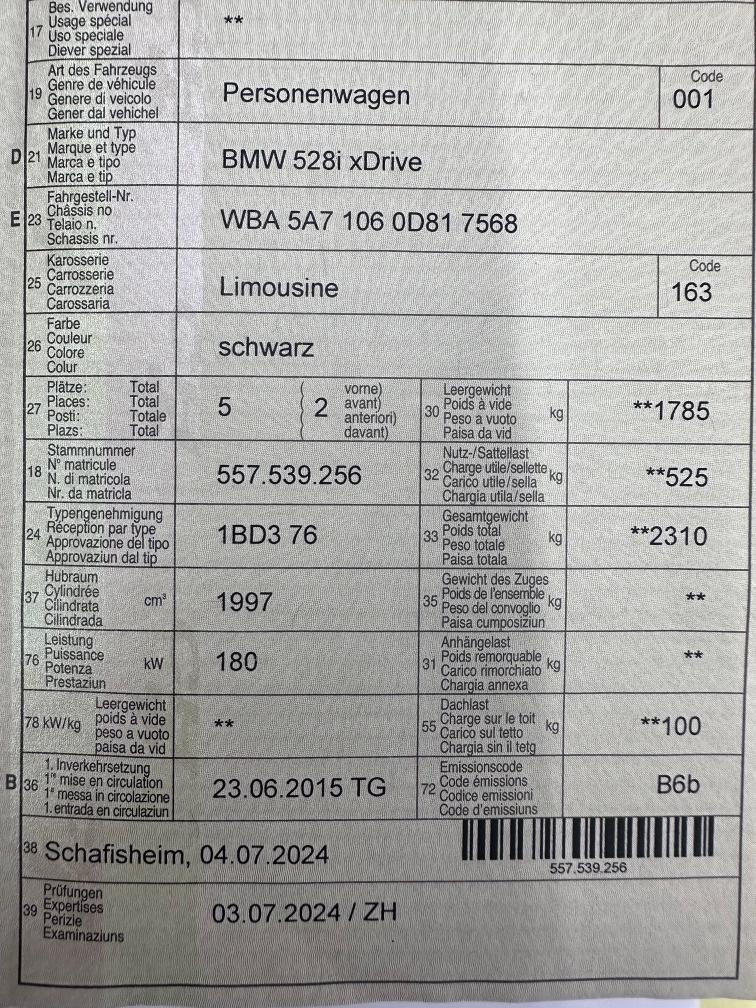 17 Bes. Verwendung
Usage spécial
Uso speciale
Diever spezial
**
19 Art des Fahrzeugs
Genre de véhicule
Genere di veicolo
Gener dal vehichel
Personenwagen
Code
001
D 21 Marke und Typ
Marque et type
Marca e tipo
Marca e tip
BMW 528i xDrive
E 23 Fahrgestell-Nr.
Châssis no
Telaio n.
Schassis nr.
WBA 5A7 106 0D81 7568
25 Karosserie
Carrosserie
Carrozzeria
Carossaria
Limousine
Code
163
26 Farbe
Couleur
Colore
Colur
schwarz
27 Plätze: Total
Places: Total
Posti: Totale
Plazs: Total
5 ( 2 vorne)
avant)
anteriori)
davant)
30 Leergewicht
Poids à vide
Peso a vuoto
Paisa da vid
kg
**1785
18 Stammnummer
N° matricule
N. di matricola
Nr. da matricla
557.539.256
32 Nutz-/Sattellast
Charge utile/sellette
Carico utile/sella
Chargia utila/sella
kg
**525
24 Typengenehmigung
Réception par type
Approvazione del tipo
Approvaziun dal tip
1BD3 76
33 Gesamtgewicht
Poids total
Peso totale
Paisa totala
kg
**2310
37 Hubraum
Cylindrée
Cilindrata
Cilindrada
cm³
1997
35 Gewicht des Zuges
Poids de l'ensemble
Peso del convoglio
Paisa cumposiziun
kg
**
76 Leistung
Puissance
Potenza
Prestaziun
kW
180
31 Anhängelast
Poids remorquable
Carico rimorchiato
Chargia annexa
kg
**
78 kW/kg Leergewicht
poids à vide
peso a vuoto
paisa da vid
**
55 Dachlast
Charge sur le toit
Carico sul tetto
Chargia sin il tetg
kg
**100
B 36 1. Inverkehrsetzung
1re mise en circulation
1a messa in circolazione
1. entrada en circulaziun
23.06.2015 TG
72 Emissionscode
Code émissions
Codice emissioni
Code d'emissiuns
B6b
38 Schafisheim, 04.07.2024
557.539.256
39 Prüfungen
Expertises
Perizie
Examinaziuns
03.07.2024 / ZH